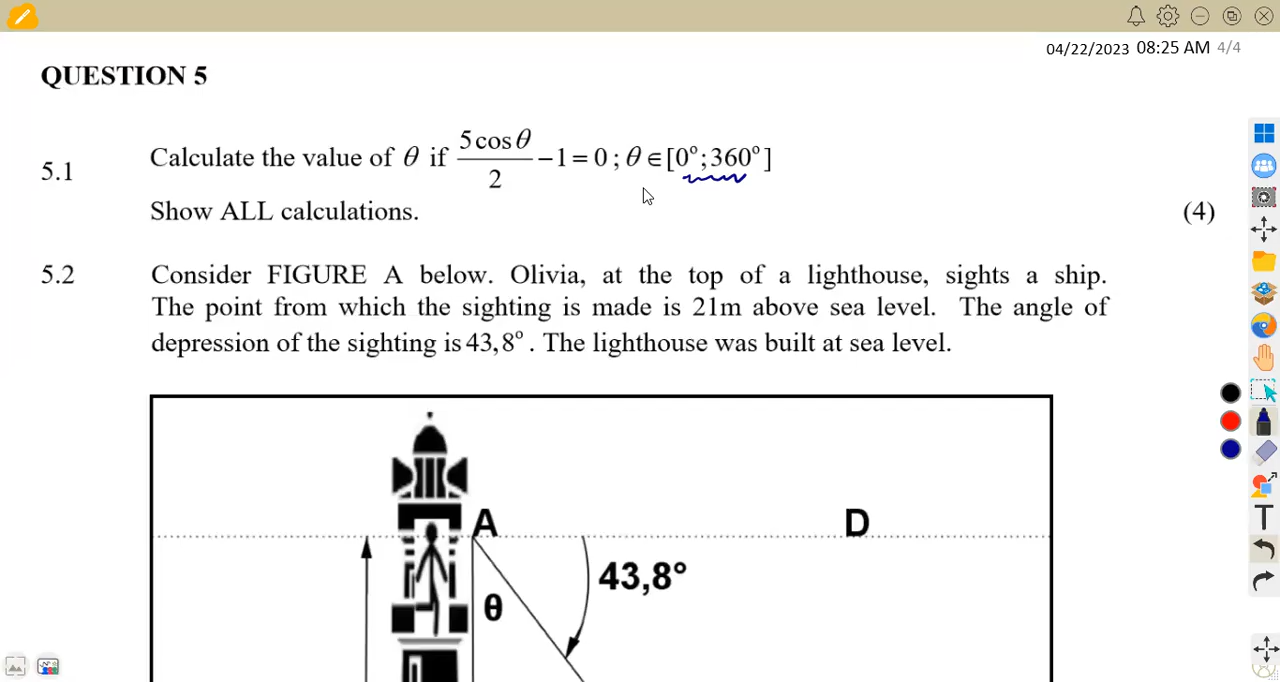 04/22/2023 08:25 AM 4/4
QUESTION 5
5.1 Calculate the value of θ if 5cosθ/2 −1 = 0 ; θ ∈ [0°; 360°]
Show ALL calculations. (4)
5.2 Consider FIGURE A below. Olivia, at the top of a lighthouse, sights a ship.
The point from which the sighting is made is 21m above sea level. The angle of
depression of the sighting is 43,8°. The lighthouse was built at sea level.
A D
43,8°
θ
T